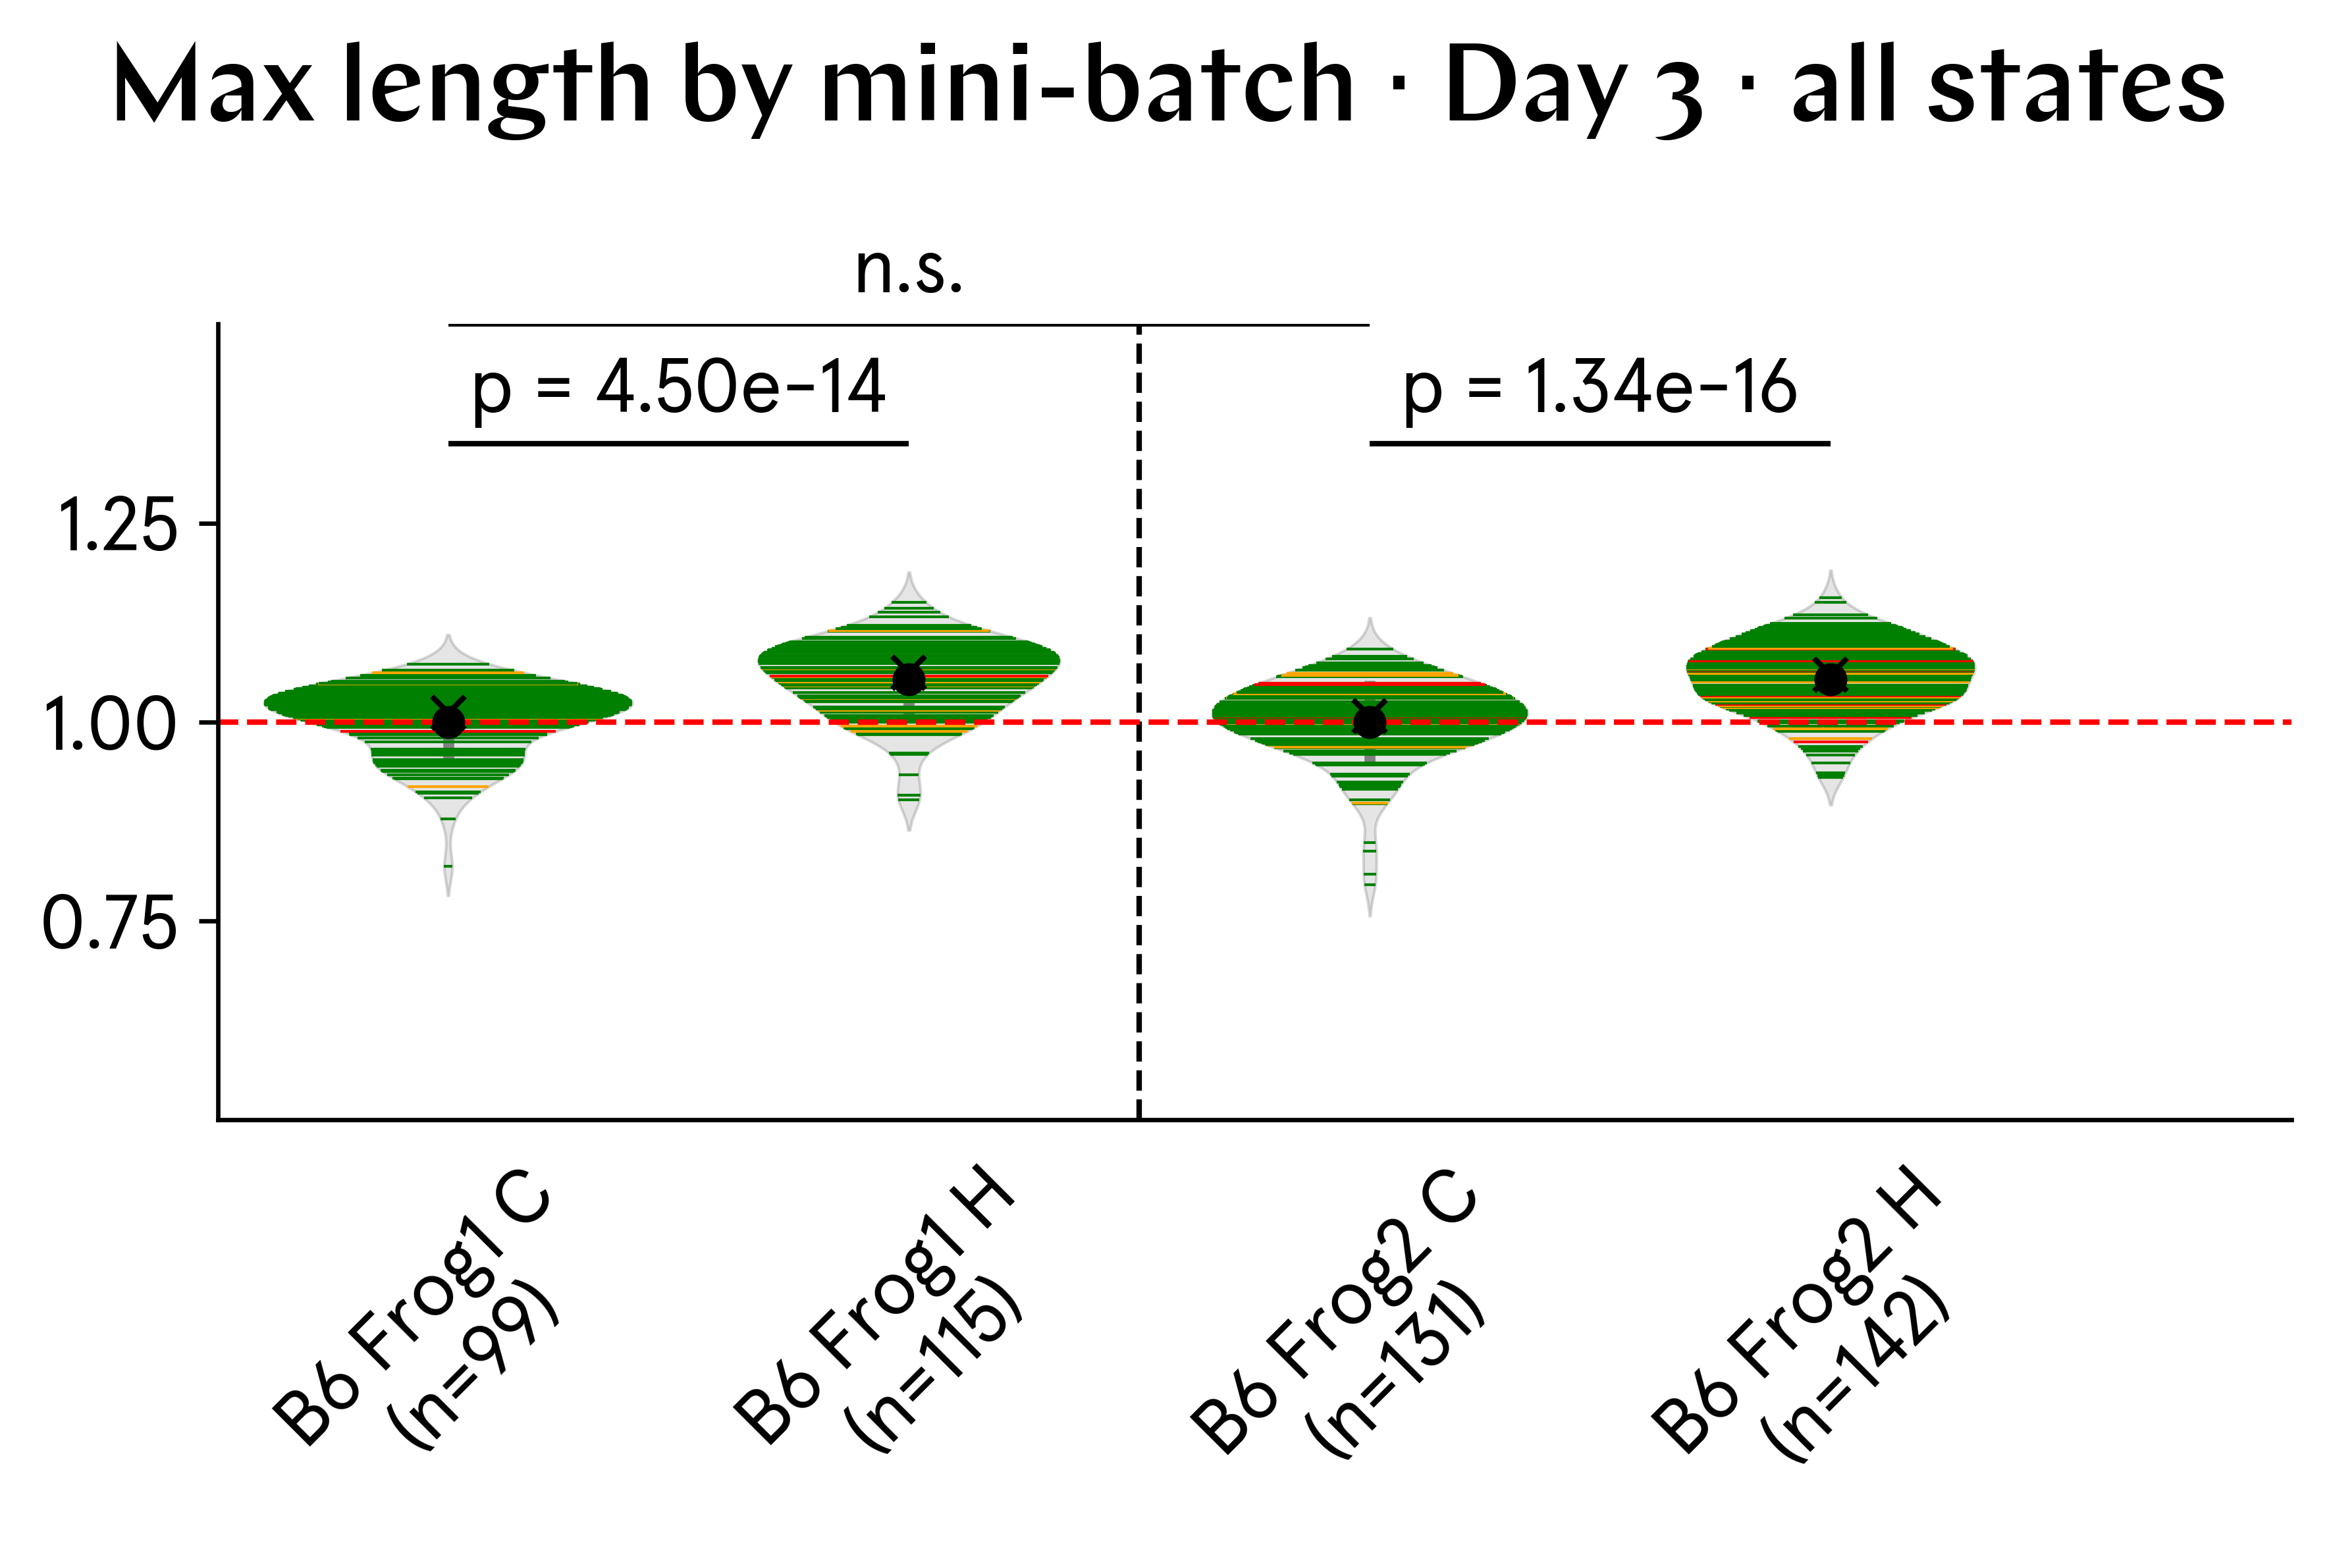 Max length by mini-batch · Day 3 · all states
n.s.
p = 4.50e-14
p = 1.34e-16
1.25
1.00
0.75
B6 Frog1 C
(n=99)
B6 Frog1 H
(n=115)
B6 Frog2 C
(n=131)
B6 Frog2 H
(n=142)